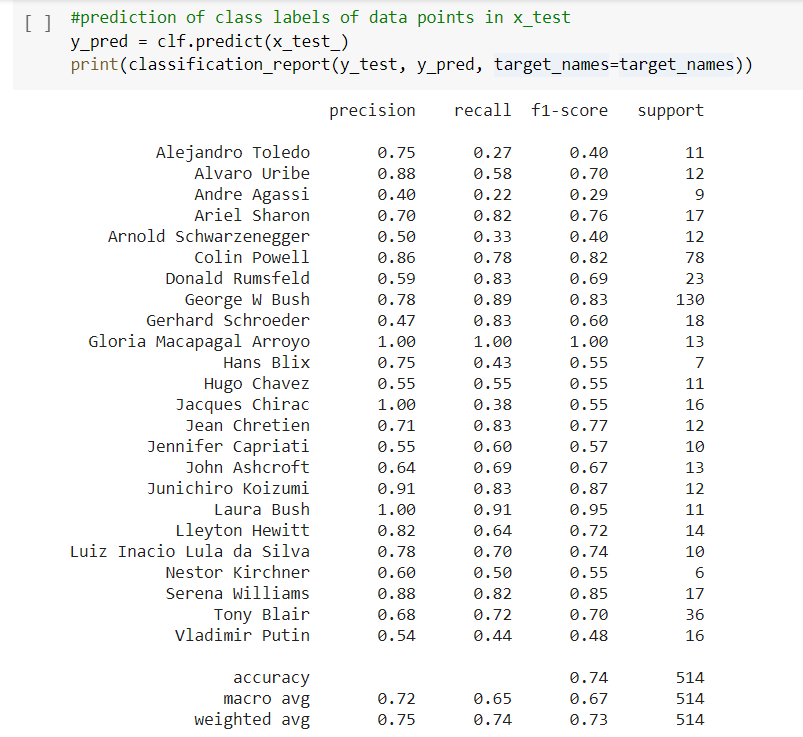 [ ] #prediction of class labels of data points in x_test
y_pred = clf.predict(x_test_)
print(classification_report(y_test, y_pred, target_names=target_names))
precision recall f1-score support
Alejandro Toledo 0.75 0.27 0.40 11
Alvaro Uribe 0.88 0.58 0.70 12
Andre Agassi 0.40 0.22 0.29 9
Ariel Sharon 0.70 0.82 0.76 17
Arnold Schwarzenegger 0.50 0.33 0.40 12
Colin Powell 0.86 0.78 0.82 78
Donald Rumsfeld 0.59 0.83 0.69 23
George W Bush 0.78 0.89 0.83 130
Gerhard Schroeder 0.47 0.83 0.60 18
Gloria Macapagal Arroyo 1.00 1.00 1.00 13
Hans Blix 0.75 0.43 0.55 7
Hugo Chavez 0.55 0.55 0.55 11
Jacques Chirac 1.00 0.38 0.55 16
Jean Chretien 0.71 0.83 0.77 12
Jennifer Capriati 0.55 0.60 0.57 10
John Ashcroft 0.64 0.69 0.67 13
Junichiro Koizumi 0.91 0.83 0.87 12
Laura Bush 1.00 0.91 0.95 11
Lleyton Hewitt 0.82 0.64 0.72 14
Luiz Inacio Lula da Silva 0.78 0.70 0.74 10
Nestor Kirchner 0.60 0.50 0.55 6
Serena Williams 0.88 0.82 0.85 17
Tony Blair 0.68 0.72 0.70 36
Vladimir Putin 0.54 0.44 0.48 16
accuracy 0.74 514
macro avg 0.72 0.65 0.67 514
weighted avg 0.75 0.74 0.73 514